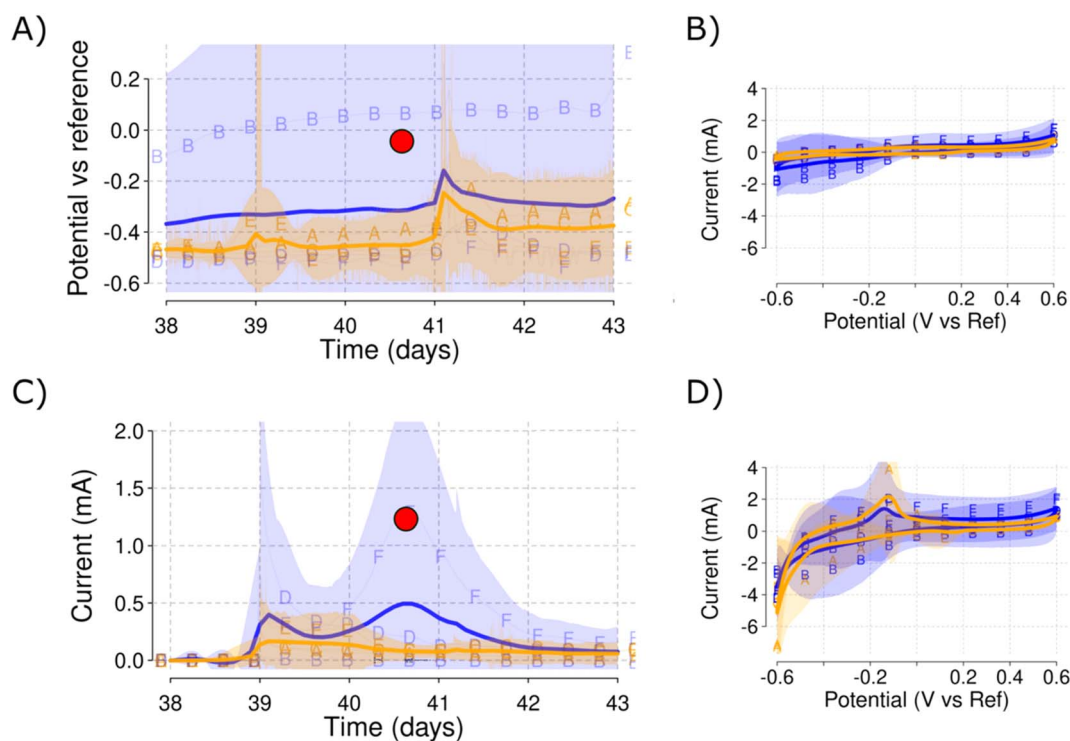 A)
Potential vs reference
0.2
0.0
-0.2
-0.4
-0.6
38 39 40 41 42 43
Time (days)
B)
Current (mA)
4
2
0
-2
-4
-6
-0.6 -0.2 0.2 0.4 0.6
Potential (V vs Ref)
C)
Current (mA)
2.0
1.5
1.0
0.5
0.0
38 39 40 41 42 43
Time (days)
D)
Current (mA)
4
2
0
-2
-4
-6
-0.6 -0.2 0.2 0.4 0.6
Potential (V vs Ref)